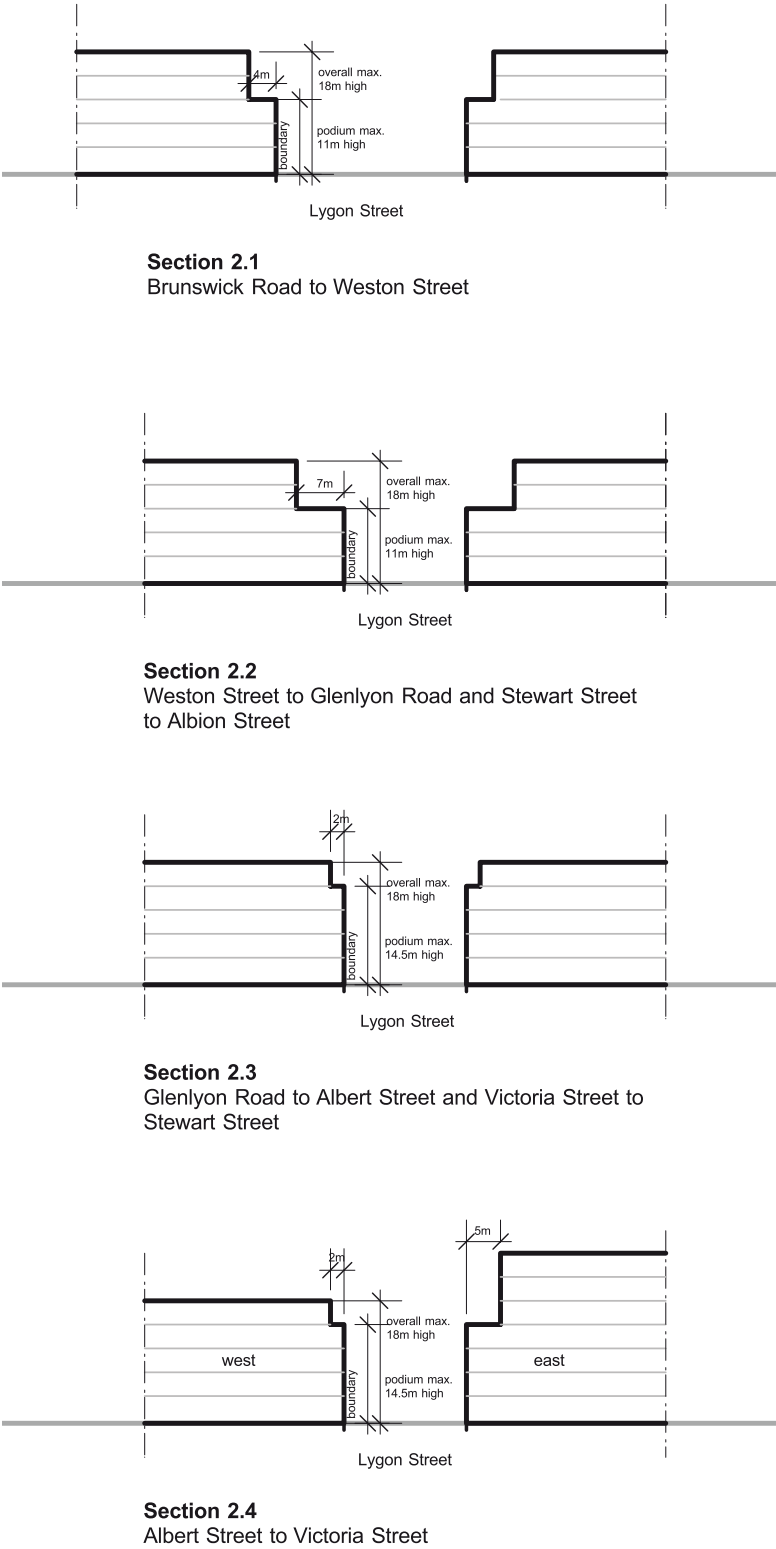 4m
overall max.
18m high
boundary
podium max.
11m high
Lygon Street
Section 2.1
Brunswick Road to Weston Street
7m
overall max.
18m high
boundary
podium max.
11m high
Lygon Street
Section 2.2
Weston Street to Glenlyon Road and Stewart Street
to Albion Street
2m
overall max.
18m high
boundary
podium max.
14.5m high
Lygon Street
Section 2.3
Glenlyon Road to Albert Street and Victoria Street to
Stewart Street
5m
2m
overall max.
18m high
west
east
boundary
podium max.
14.5m high
Lygon Street
Section 2.4
Albert Street to Victoria Street